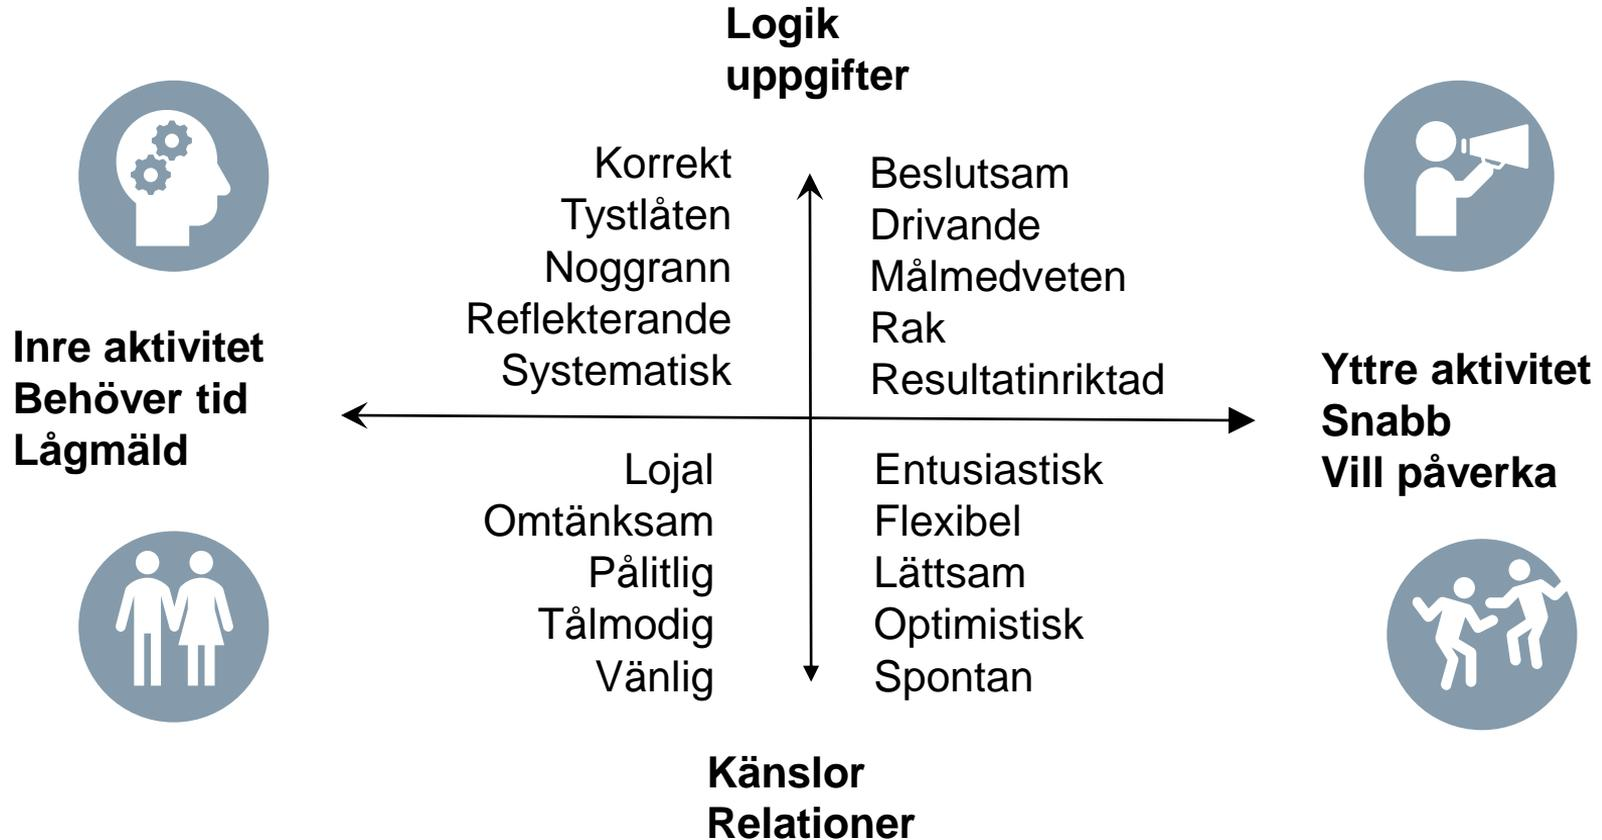 Logik
uppgifter
Korrekt
Tystlåten
Noggrann
Reflekterande
Systematisk
Beslutsam
Drivande
Målmedveten
Rak
Resultatinriktad
Inre aktivitet
Behöver tid
Lågmäld
Yttre aktivitet
Snabb
Vill påverka
Lojal
Omtänksam
Pålitlig
Tålmodig
Vänlig
Entusiastisk
Flexibel
Lättsam
Optimistisk
Spontan
Känslor
Relationer